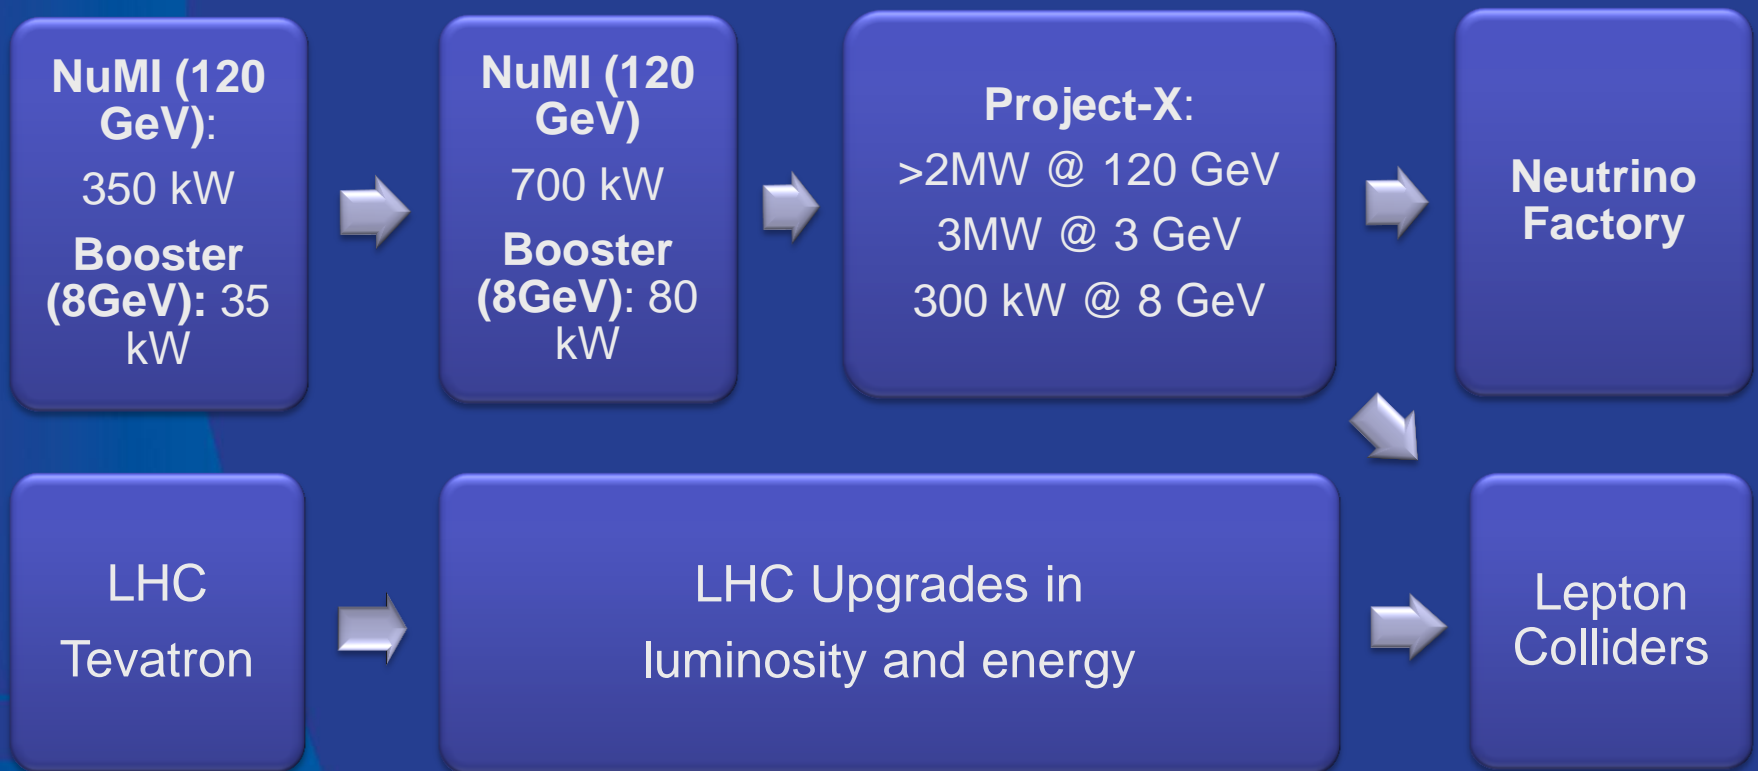 NuMI (120
GeV):
350 kW
Booster
(8GeV): 35
kW
NuMI (120
GeV)
700 kW
Booster
(8GeV): 80
kW
Project-X:
>2MW @ 120 GeV
3MW @ 3 GeV
300 kW @ 8 GeV
Neutrino
Factory
LHC
Tevatron
LHC Upgrades in
luminosity and energy
Lepton
Colliders